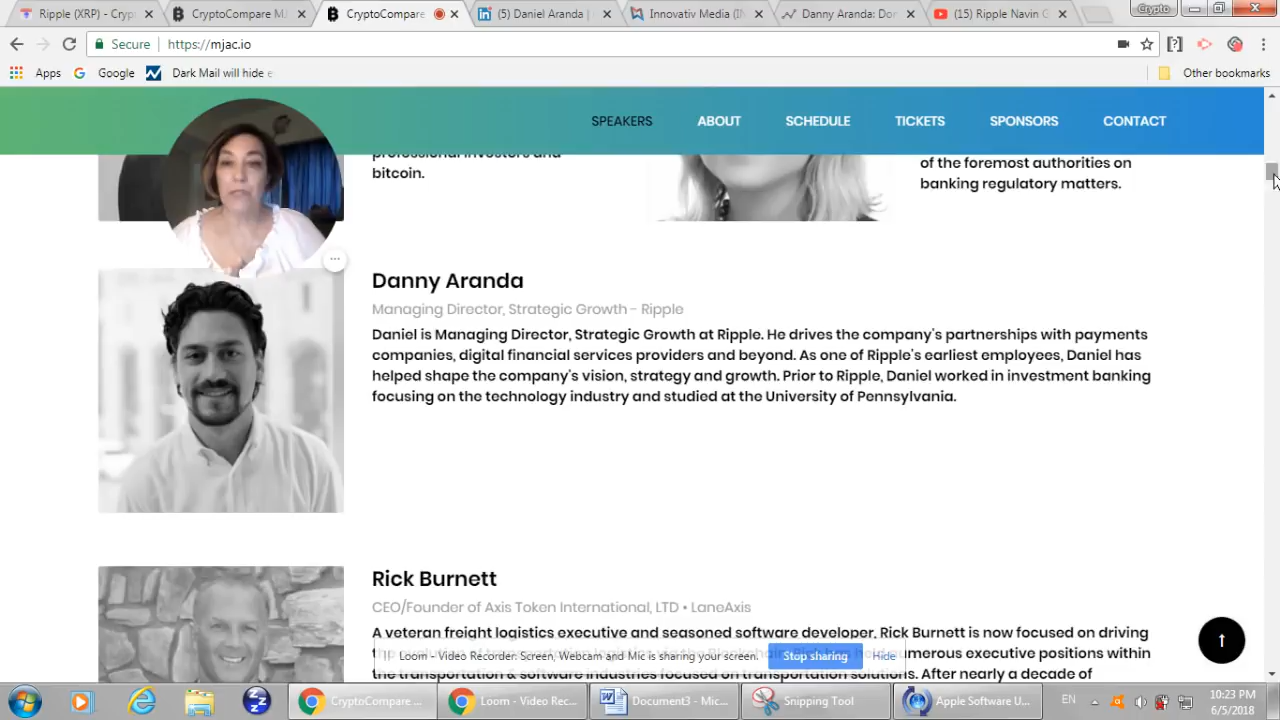 Ripple (XRP) - Crypt
CryptoCompare MA
CryptoCompare
(5) Daniel Aranda |
Innovativ Media (IN
Danny Aranda: Dor
(15) Ripple Navin G
Crypto
Secure
https://mjac.io
Apps
Google
Dark Mail will hide e
Other bookmarks
SPEAKERS
ABOUT
SCHEDULE
TICKETS
SPONSORS
CONTACT
professional investors and
bitcoin.
of the foremost authorities on
banking regulatory matters.
Danny Aranda
Managing Director, Strategic Growth - Ripple
Daniel is Managing Director, Strategic Growth at Ripple. He drives the company's partnerships with payments
companies, digital financial services providers and beyond. As one of Ripple's earliest employees, Daniel has
helped shape the company's vision, strategy and growth. Prior to Ripple, Daniel worked in investment banking
focusing on the technology industry and studied at the University of Pennsylvania.
Rick Burnett
CEO/Founder of Axis Token International, LTD • LaneAxis
A veteran freight logistics executive and seasoned software developer, Rick Burnett is now focused on driving
numerous executive positions within
the transportation & software industries focused on transportation solutions. After nearly a decade of
Loom - Video Recorder: Screen, Webcam and Mic is sharing your screen.
Stop sharing
Hide
CryptoCompare ...
Loom - Video Rec...
Document3 - Mic...
Snipping Tool
Apple Software U...
EN
10:23 PM
6/5/2018